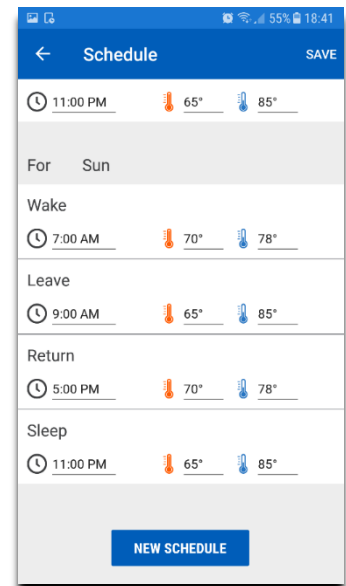 55% 18:41
Schedule SAVE
11:00 PM 65° 85°
For Sun
Wake
7:00 AM 70° 78°
Leave
9:00 AM 65° 85°
Return
5:00 PM 70° 78°
Sleep
11:00 PM 65° 85°
NEW SCHEDULE